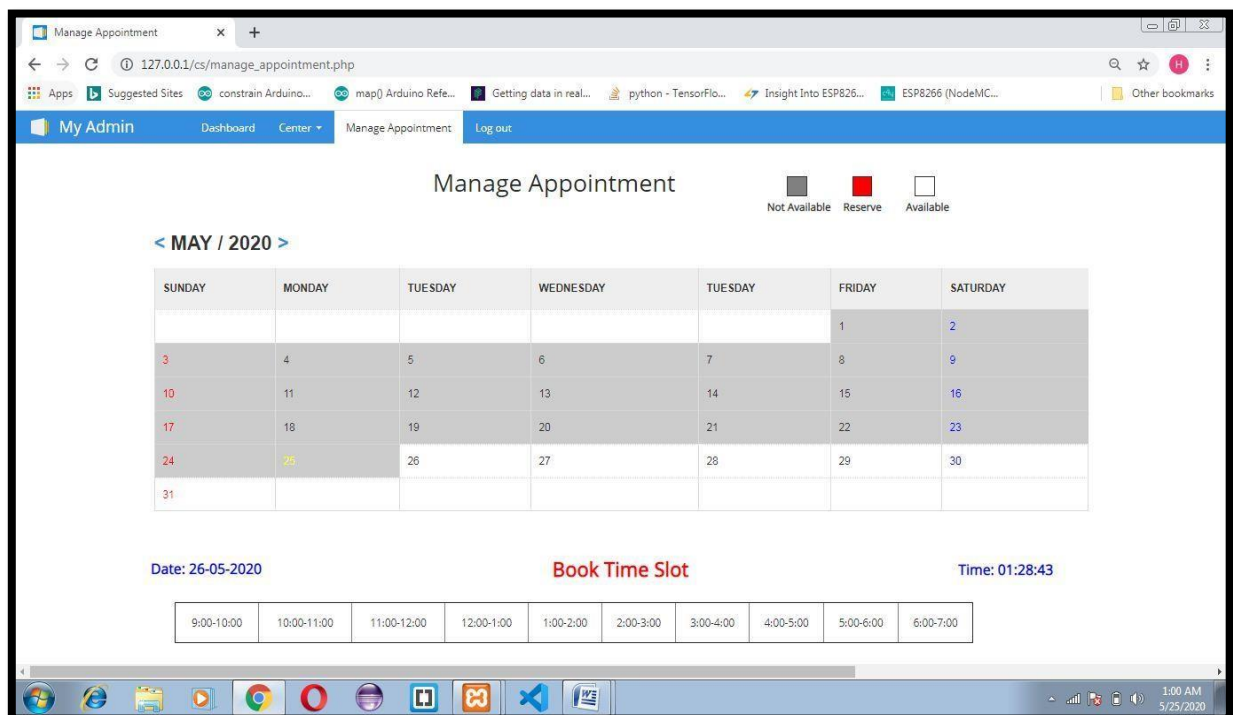 Manage Appointment
127.0.0.1/cs/manage_appointment.php
H
Apps Suggested Sites constrain Arduino... map() Arduino Refe... Getting data in real... python - TensorFlo... Insight Into ESP826... ESP8266 (NodeMC... Other bookmarks
My Admin Dashboard Center Manage Appointment Log out
Manage Appointment
Not Available Reserve Available
< MAY / 2020 >
SUNDAY MONDAY TUESDAY WEDNESDAY TUESDAY FRIDAY SATURDAY
1 2
3 4 5 6 7 8 9
10 11 12 13 14 15 16
17 18 19 20 21 22 23
24 25 26 27 28 29 30
31
Date: 26-05-2020 Book Time Slot Time: 01:28:43
9:00-10:00 10:00-11:00 11:00-12:00 12:00-1:00 1:00-2:00 2:00-3:00 3:00-4:00 4:00-5:00 5:00-6:00 6:00-7:00
1:00 AM
5/25/2020